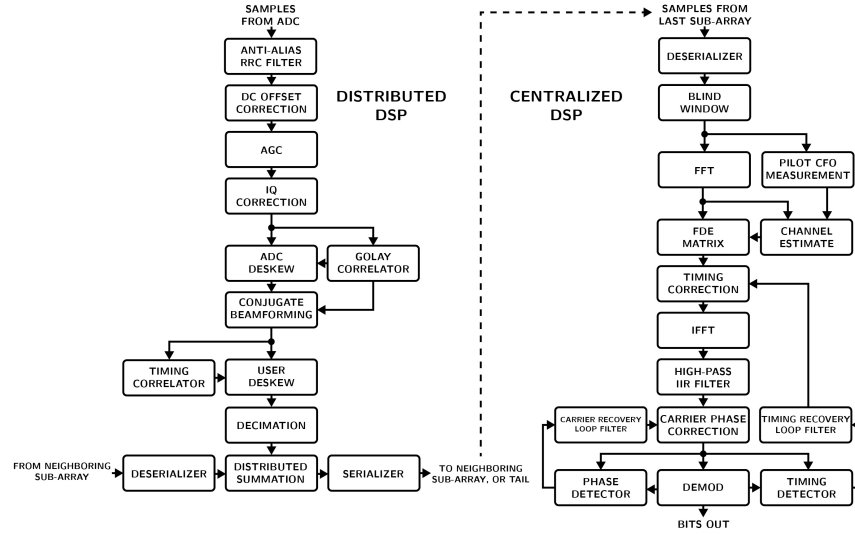 SAMPLES
FROM ADC
ANTI-ALIAS
RRC FILTER
DC OFFSET
CORRECTION
AGC
IQ
CORRECTION
ADC
DESKEW
GOLAY
CORRELATOR
CONJUGATE
BEAMFORMING
TIMING
CORRELATOR
USER
DESKEW
DECIMATION
FROM NEIGHBORING
SUB-ARRAY
DESERIALIZER
DISTRIBUTED
SUMMATION
SERIALIZER
TO NEIGHBORING
SUB-ARRAY, OR TAIL
DISTRIBUTED
DSP
CENTRALIZED
DSP
SAMPLES FROM
LAST SUB-ARRAY
DESERIALIZER
BLIND
WINDOW
FFT
PILOT CFO
MEASUREMENT
FDE
MATRIX
CHANNEL
ESTIMATE
TIMING
CORRECTION
IFFT
HIGH-PASS
IIR FILTER
CARRIER RECOVERY
LOOP FILTER
CARRIER PHASE
CORRECTION
TIMING RECOVERY
LOOP FILTER
PHASE
DETECTOR
DEMOD
TIMING
DETECTOR
BITS OUT